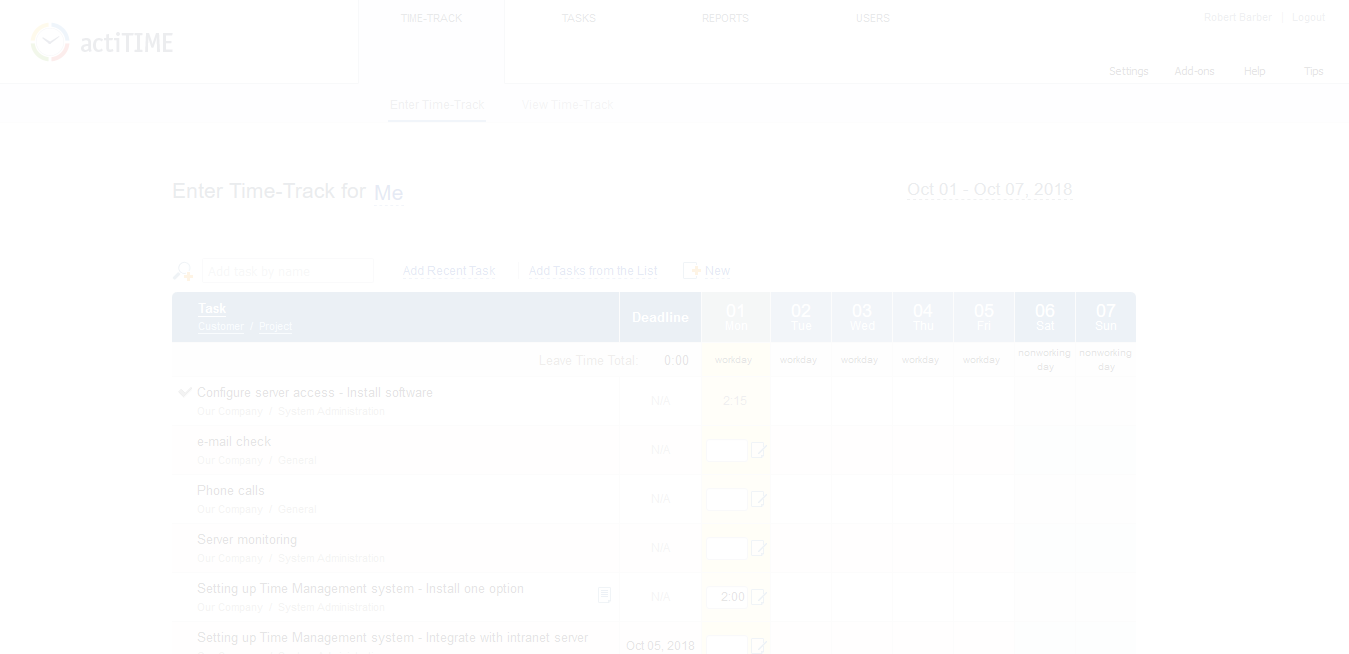 actiTIME
TIME-TRACK TASKS REPORTS USERS
Robert Barber | Logout
Settings Add-ons Help Tips
Enter Time-Track View Time-Track
Enter Time-Track for Me
Oct 01 - Oct 07, 2018
Add task by name Add Recent Task Add Tasks from the List New
Task
Customer / Project
Deadline
01 Mon
02 Tue
03 Wed
04 Thu
05 Fri
06 Sat
07 Sun
Leave Time Total: 0:00 workday workday workday workday workday nonworking day nonworking day
Configure server access - Install software
Our Company / System Administration
N/A 2:15
e-mail check
Our Company / General
N/A
Phone calls
Our Company / General
N/A
Server monitoring
Our Company / System Administration
N/A
Setting up Time Management system - Install one option
Our Company / System Administration
N/A 2:00
Setting up Time Management system - Integrate with intranet server
Oct 05, 2018